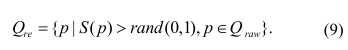 Q_{re} = {p | S(p) > rand(0,1), p ∈ Q_{raw}}. (9)